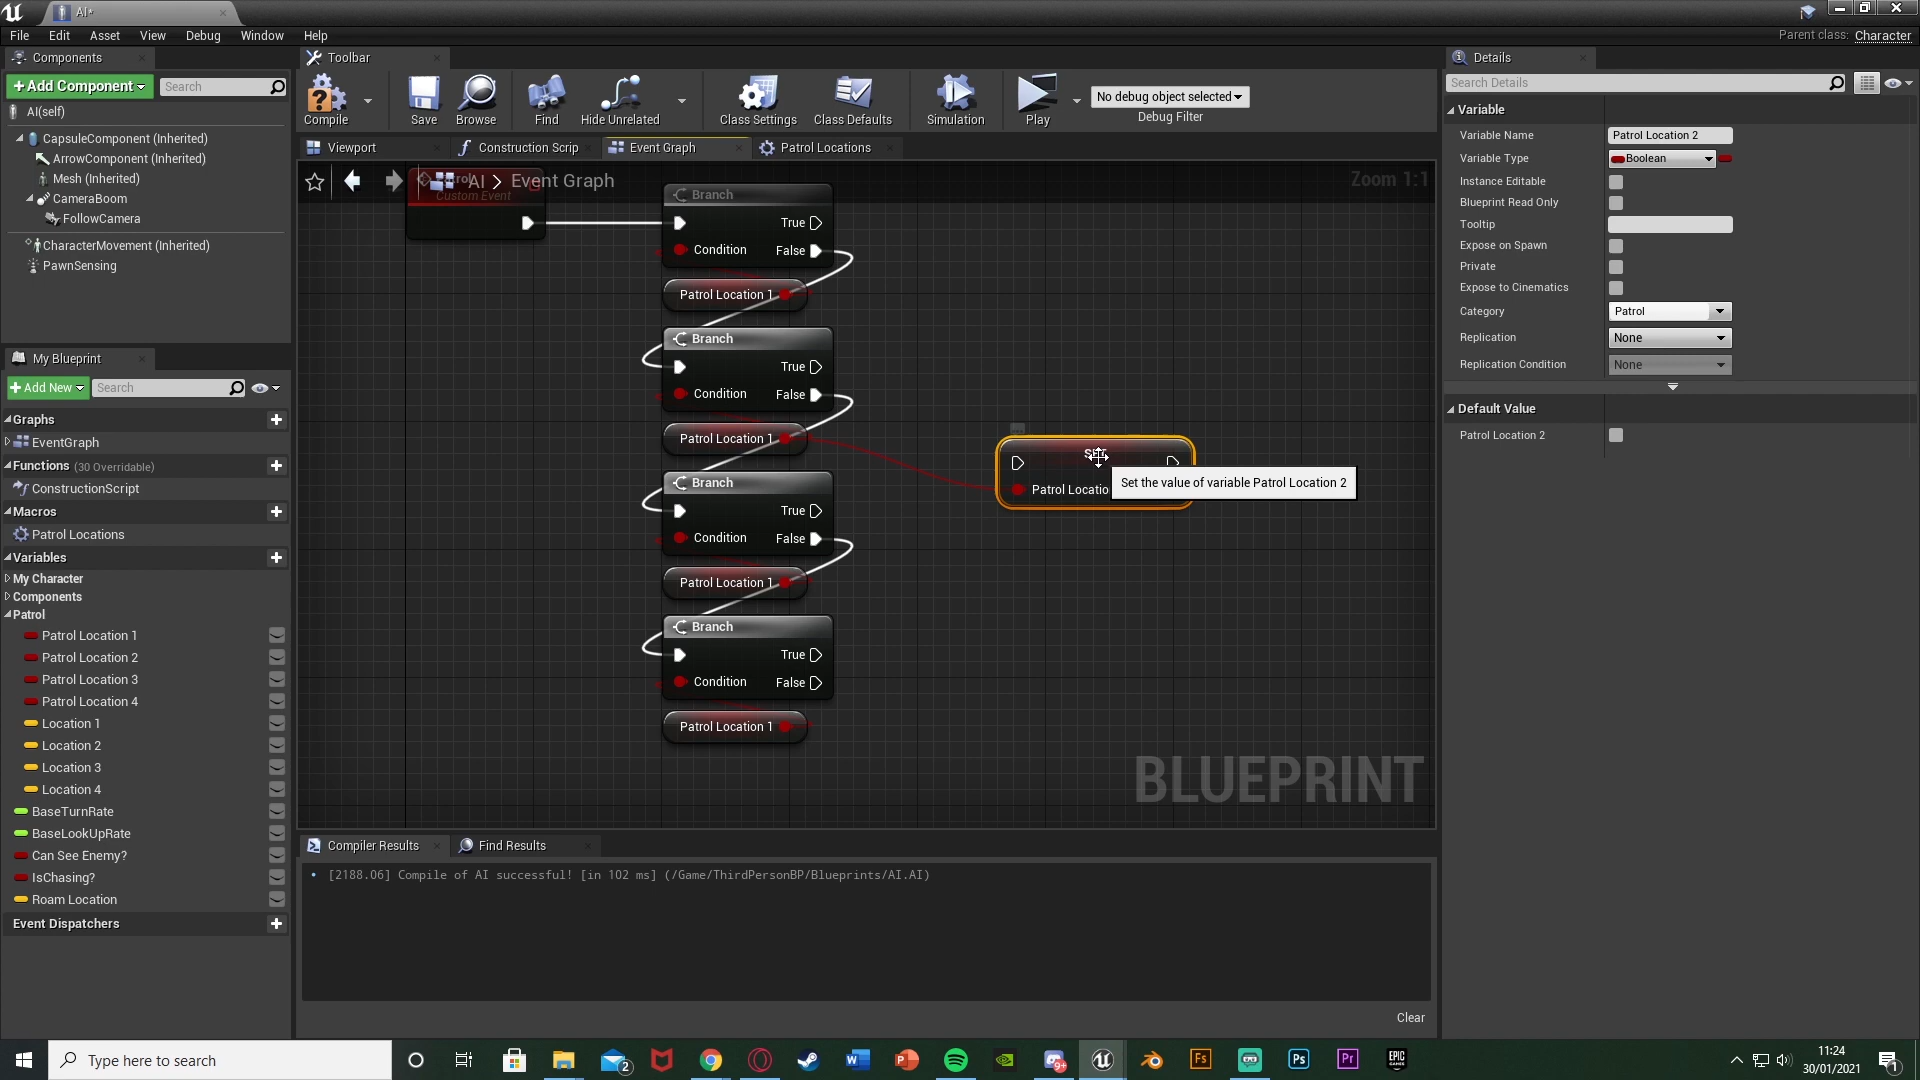 AI*
File Edit Asset View Debug Window Help
Parent class: Character
Components
+ Add Component
Search
AI(self)
CapsuleComponent (Inherited)
ArrowComponent (Inherited)
Mesh (Inherited)
CameraBoom
FollowCamera
CharacterMovement (Inherited)
PawnSensing
My Blueprint
+ Add New
Search
Graphs
EventGraph
Functions (30 Overridable)
ConstructionScript
Macros
Patrol Locations
Variables
My Character
Components
Patrol
Patrol Location 1
Patrol Location 2
Patrol Location 3
Patrol Location 4
Location 1
Location 2
Location 3
Location 4
BaseTurnRate
BaseLookUpRate
Can See Enemy?
IsChasing?
Roam Location
Event Dispatchers
Toolbar
Compile
Save
Browse
Find
Hide Unrelated
Class Settings
Class Defaults
Simulation
Play
No debug object selected
Debug Filter
Viewport
Construction Scrip
Event Graph
Patrol Locations
AI > Event Graph
Zoom 1:1
Custom Event
Branch
True
Condition
False
Patrol Location 1
Branch
True
Condition
False
Patrol Location 1
Branch
True
Condition
False
Patrol Location 1
Branch
True
Condition
False
Patrol Location 1
Patrol Locatio
Set the value of variable Patrol Location 2
BLUEPRINT
Compiler Results
Find Results
[2188.06] Compile of AI successful! [in 102 ms] (/Game/ThirdPersonBP/Blueprints/AI.AI)
Clear
Details
Search Details
Variable
Variable Name Patrol Location 2
Variable Type Boolean
Instance Editable
Blueprint Read Only
Tooltip
Expose on Spawn
Private
Expose to Cinematics
Category Patrol
Replication None
Replication Condition None
Default Value
Patrol Location 2
Type here to search
2
9+
W
P
Fs
Ps
Pr
EPIC
GAMES
11:24
30/01/2021
1